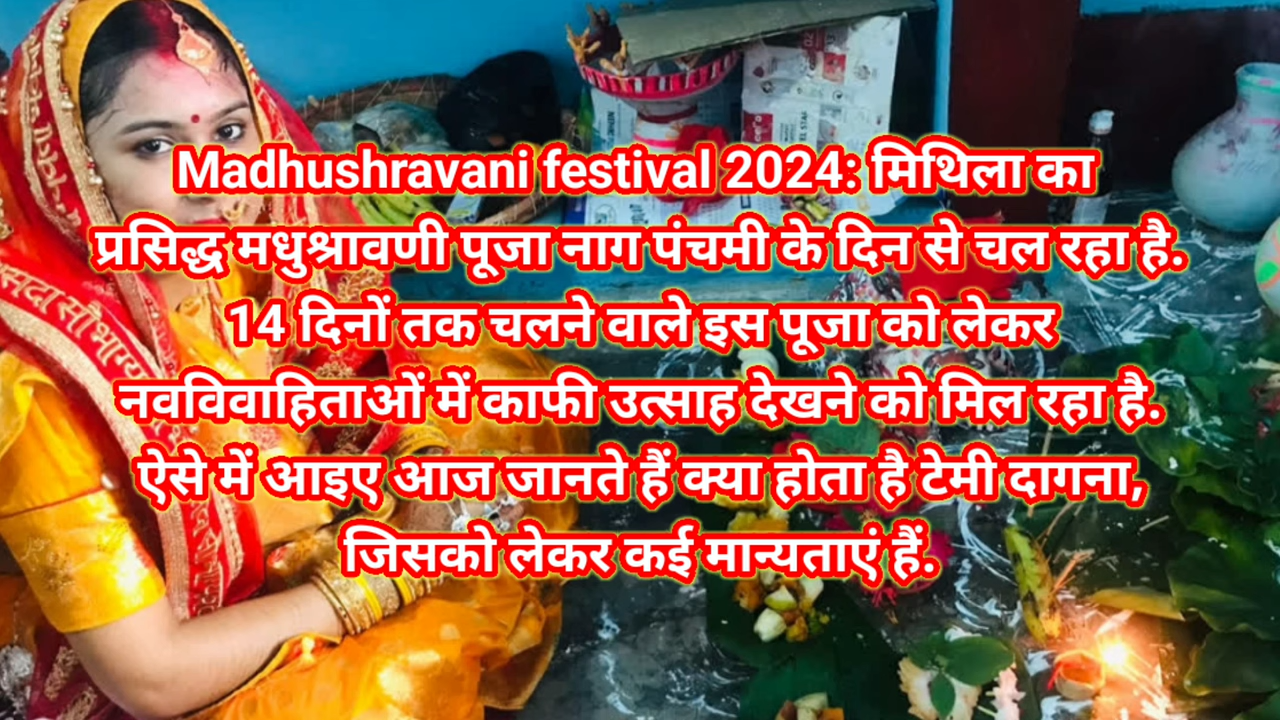 Madhushravani festival 2024: मिथिला का
प्रसिद्ध मधुश्रावणी पूजा नाग पंचमी के दिन से चल रहा है.
14 दिनों तक चलने वाले इस पूजा को लेकर
नवविवाहिताओं में काफी उत्साह देखने को मिल रहा है.
ऐसे में आइए आज जानते हैं क्या होता है टेमी दागना,
जिसको लेकर कई मान्यताएं हैं.
सदा सौभाग्य